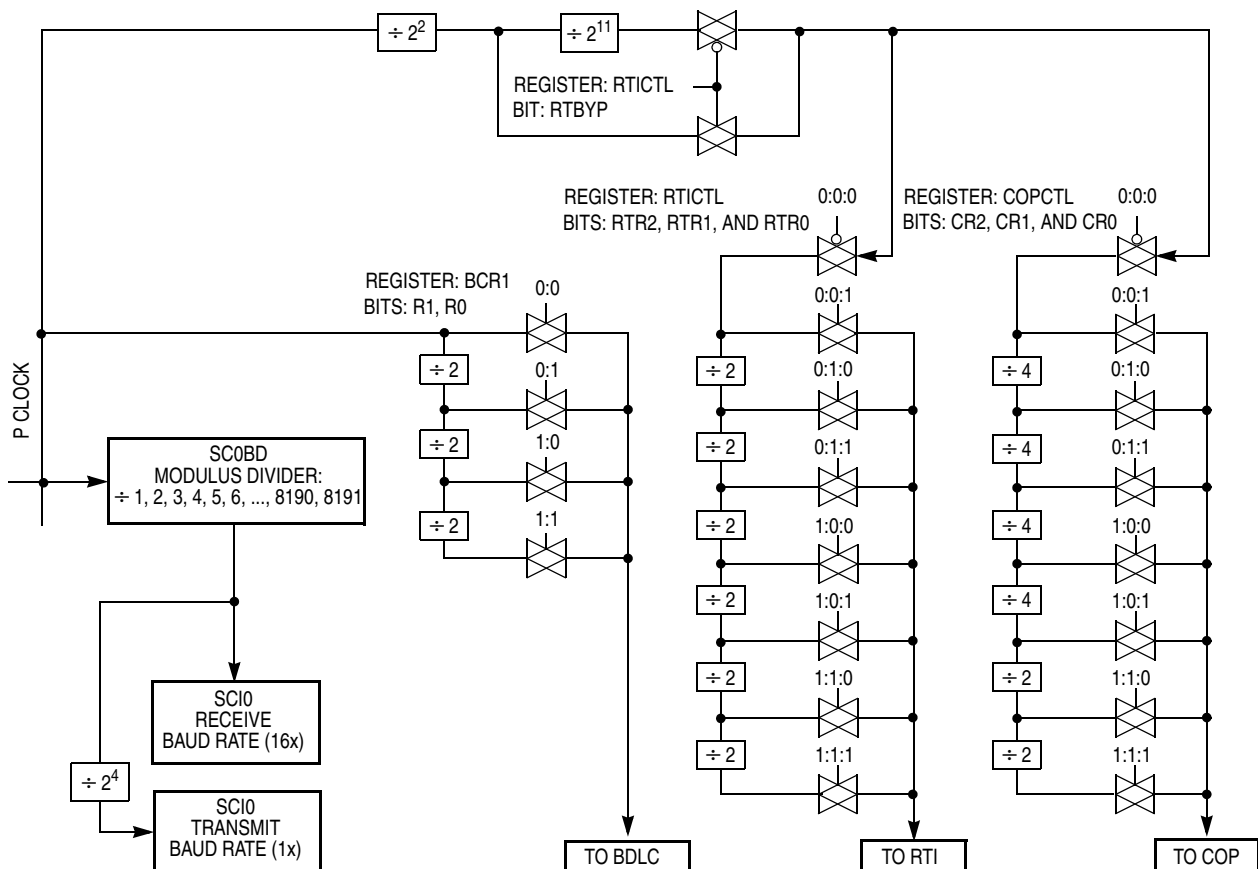 ÷ 2²
÷ 2¹¹
REGISTER: RTICTL
BIT: RTBYP
REGISTER: RTICTL
BITS: RTR2, RTR1, AND RTR0
0:0:0
REGISTER: COPCTL
BITS: CR2, CR1, AND CR0
0:0:0
REGISTER: BCR1
BITS: R1, R0
0:0
0:0:1
0:0:1
÷ 2
÷ 2
÷ 4
0:1
0:1:0
0:1:0
÷ 2
÷ 2
÷ 4
1:0
0:1:1
0:1:1
÷ 2
÷ 2
÷ 4
1:1
1:0:0
1:0:0
÷ 2
÷ 4
1:0:1
1:0:1
÷ 2
÷ 2
1:1:0
1:1:0
÷ 2
÷ 2
1:1:1
1:1:1
P CLOCK
SC0BD
MODULUS DIVIDER:
÷ 1, 2, 3, 4, 5, 6, ..., 8190, 8191
SCI0
RECEIVE
BAUD RATE (16x)
÷ 2⁴
SCI0
TRANSMIT
BAUD RATE (1x)
TO BDLC
TO RTI
TO COP